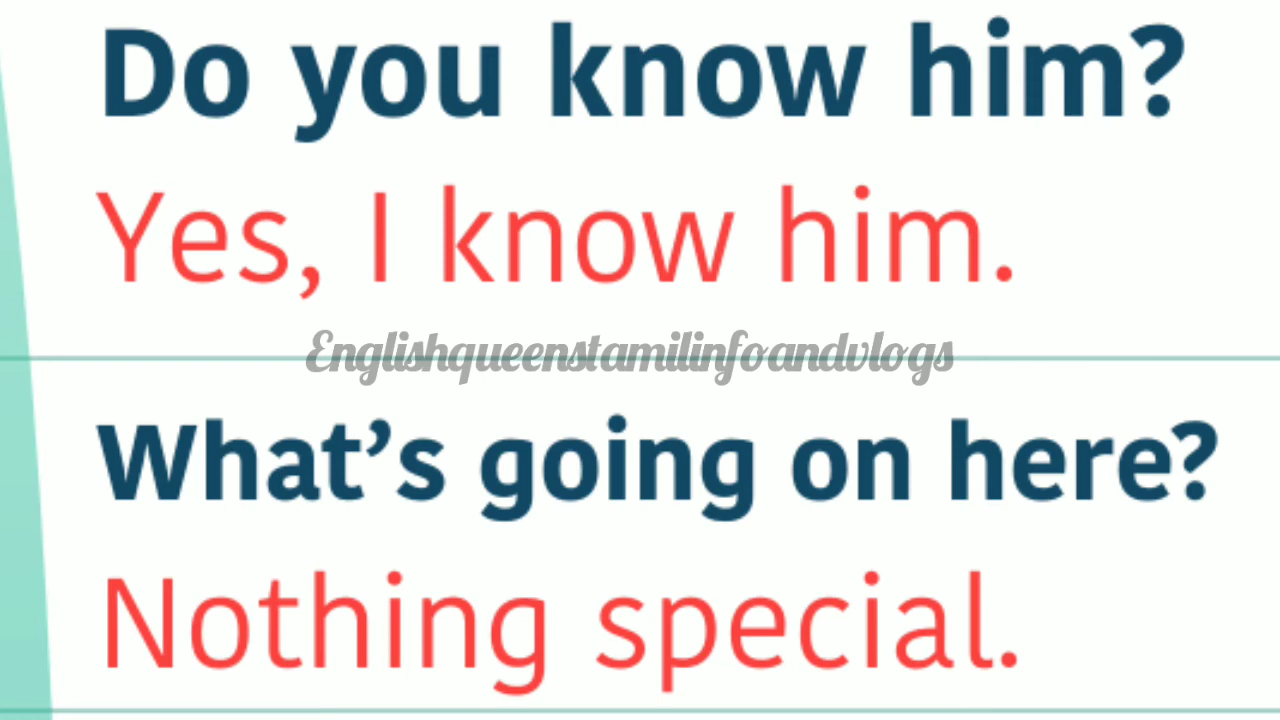 Do you know him?
Yes, I know him.
Englishqueenstamilinfoandvlogs
What's going on here?
Nothing special.